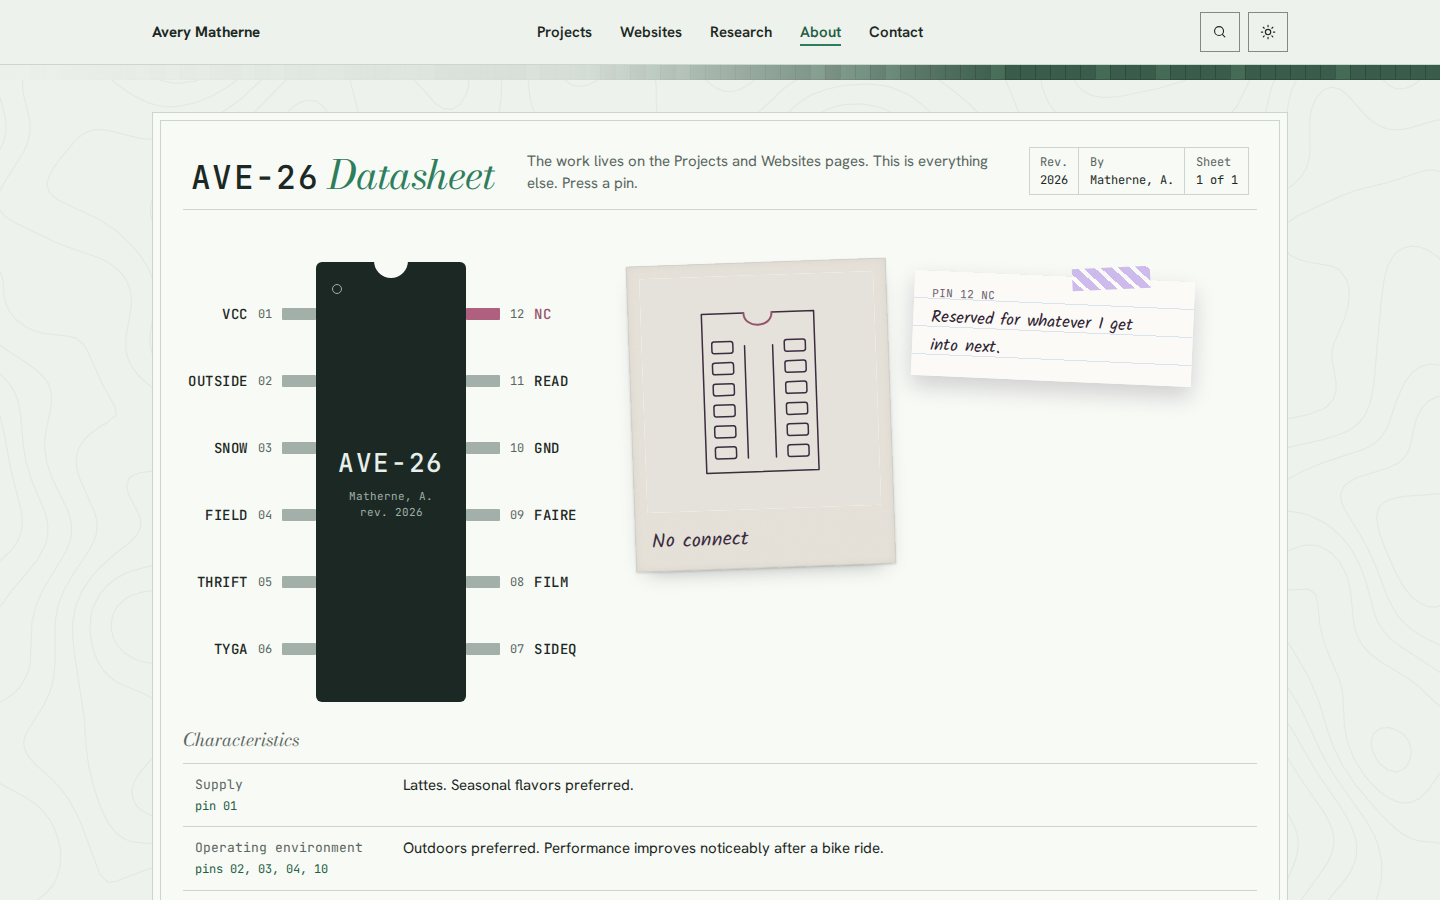 Avery Matherne
Projects Websites Research About Contact
AVE-26 Datasheet
The work lives on the Projects and Websites pages. This is everything
else. Press a pin.
Rev. By Sheet
2026 Matherne, A. 1 of 1
VCC 01
OUTSIDE 02
SNOW 03
FIELD 04
THRIFT 05
TYGA 06
AVE-26
Matherne, A.
rev. 2026
12 NC
11 READ
10 GND
09 FAIRE
08 FILM
07 SIDEQ
No connect
PIN 12 NC
Reserved for whatever I get
into next.
Characteristics
Supply
pin 01
Lattes. Seasonal flavors preferred.
Operating environment
pins 02, 03, 04, 10
Outdoors preferred. Performance improves noticeably after a bike ride.